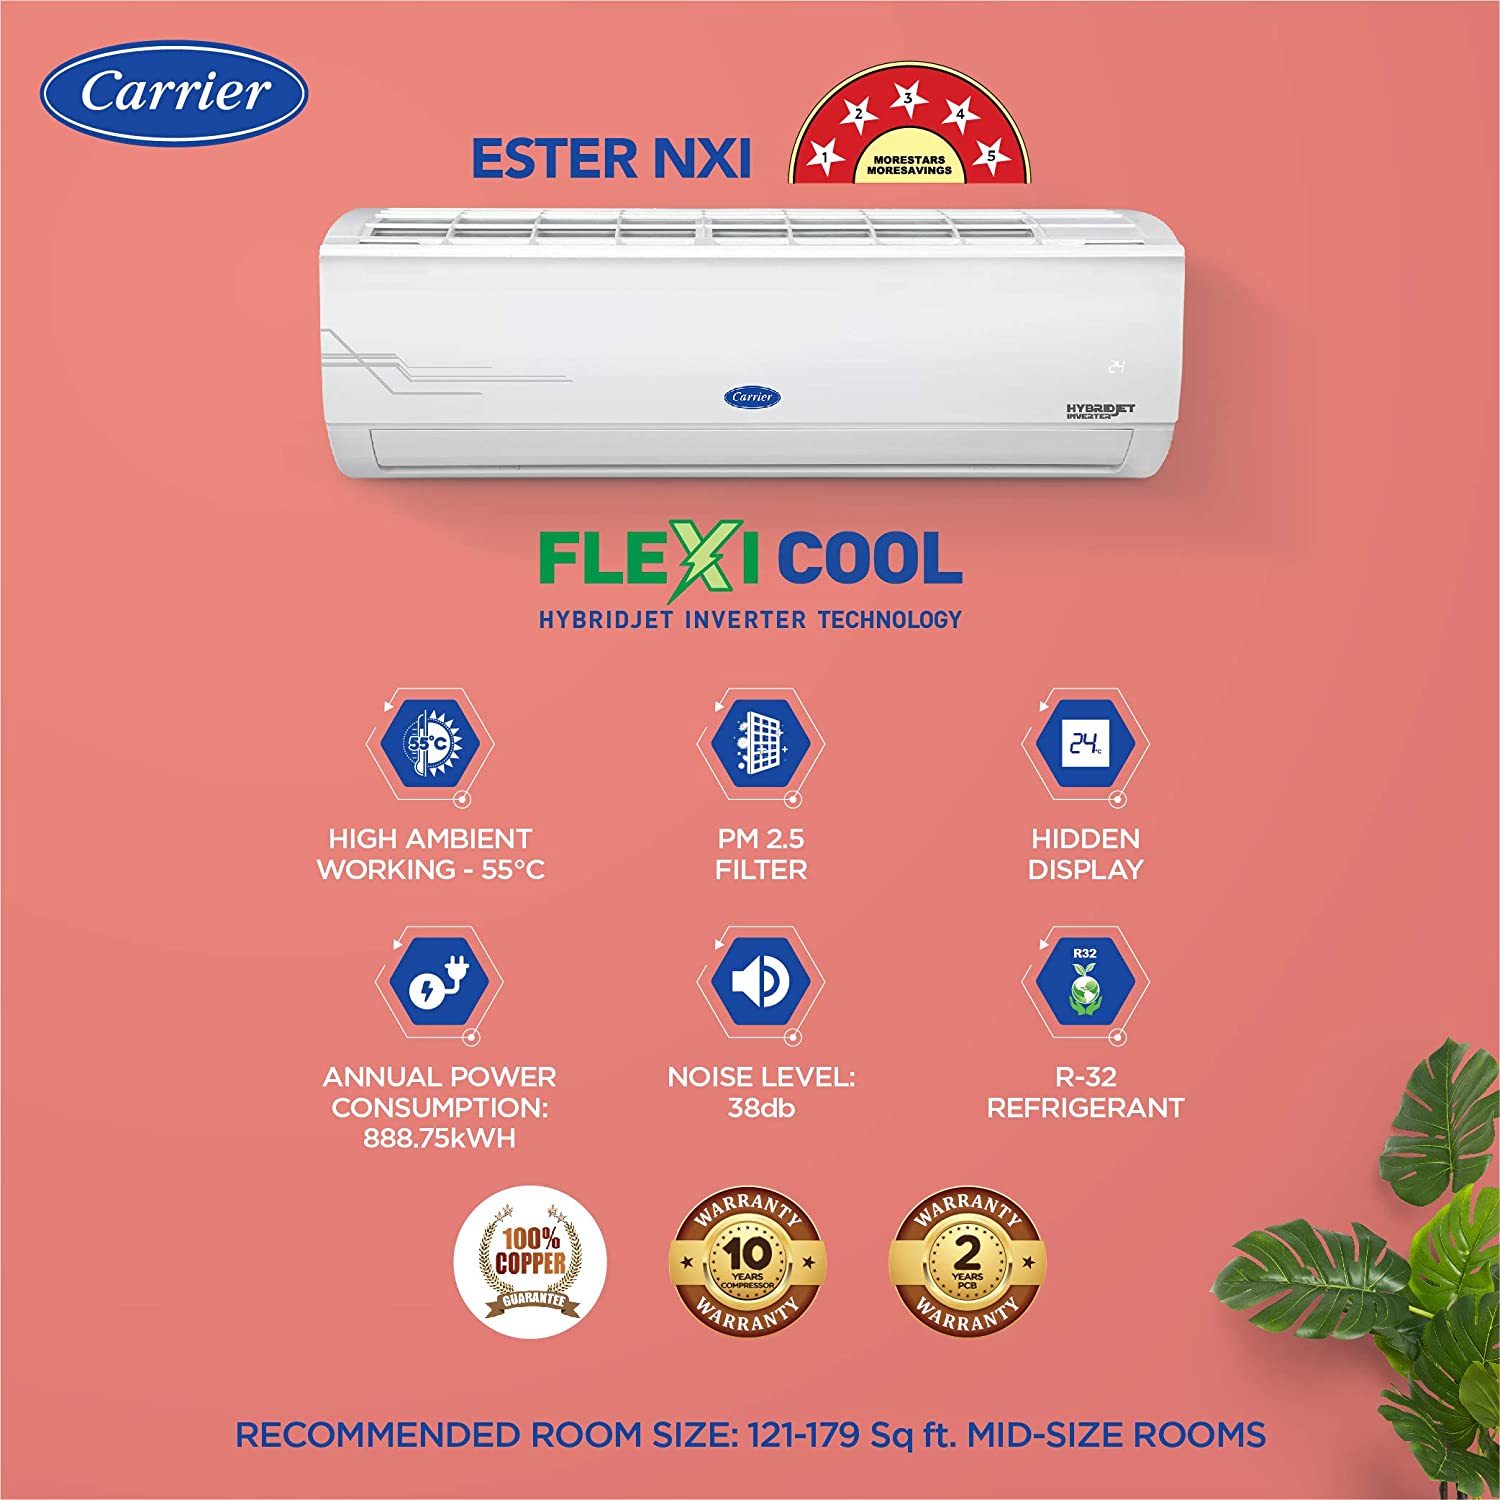 Carrier
ESTER NXI
1 2 3 4 5
MORESTARS
MORESAVINGS
24
Carrier
HYBRIDJET
INVERTER
FLEXI COOL
HYBRIDJET INVERTER TECHNOLOGY
55°C
24°C
HIGH AMBIENT
WORKING - 55°C
PM 2.5
FILTER
HIDDEN
DISPLAY
R32
ANNUAL POWER
CONSUMPTION:
888.75kWH
NOISE LEVEL:
38db
R-32
REFRIGERANT
100%
COPPER
GUARANTEE
WARRANTY
10
YEARS
COMPRESSOR
WARRANTY
WARRANTY
2
YEARS
PCB
WARRANTY
RECOMMENDED ROOM SIZE: 121-179 Sq ft. MID-SIZE ROOMS